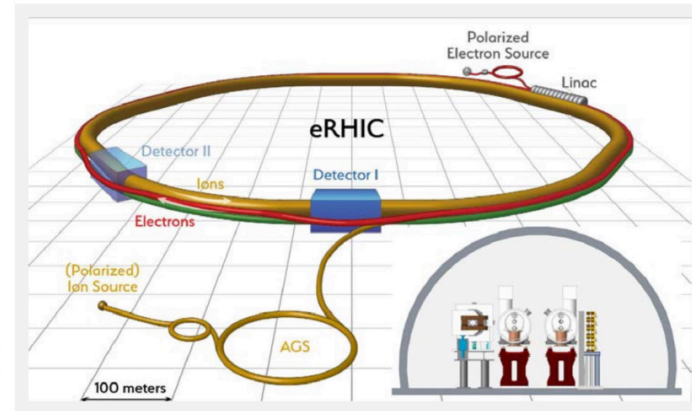 Polarized
Electron Source
Linac
eRHIC
Detector II
Detector I
Ions
Electrons
(Polarized)
Ion Source
AGS
100 meters